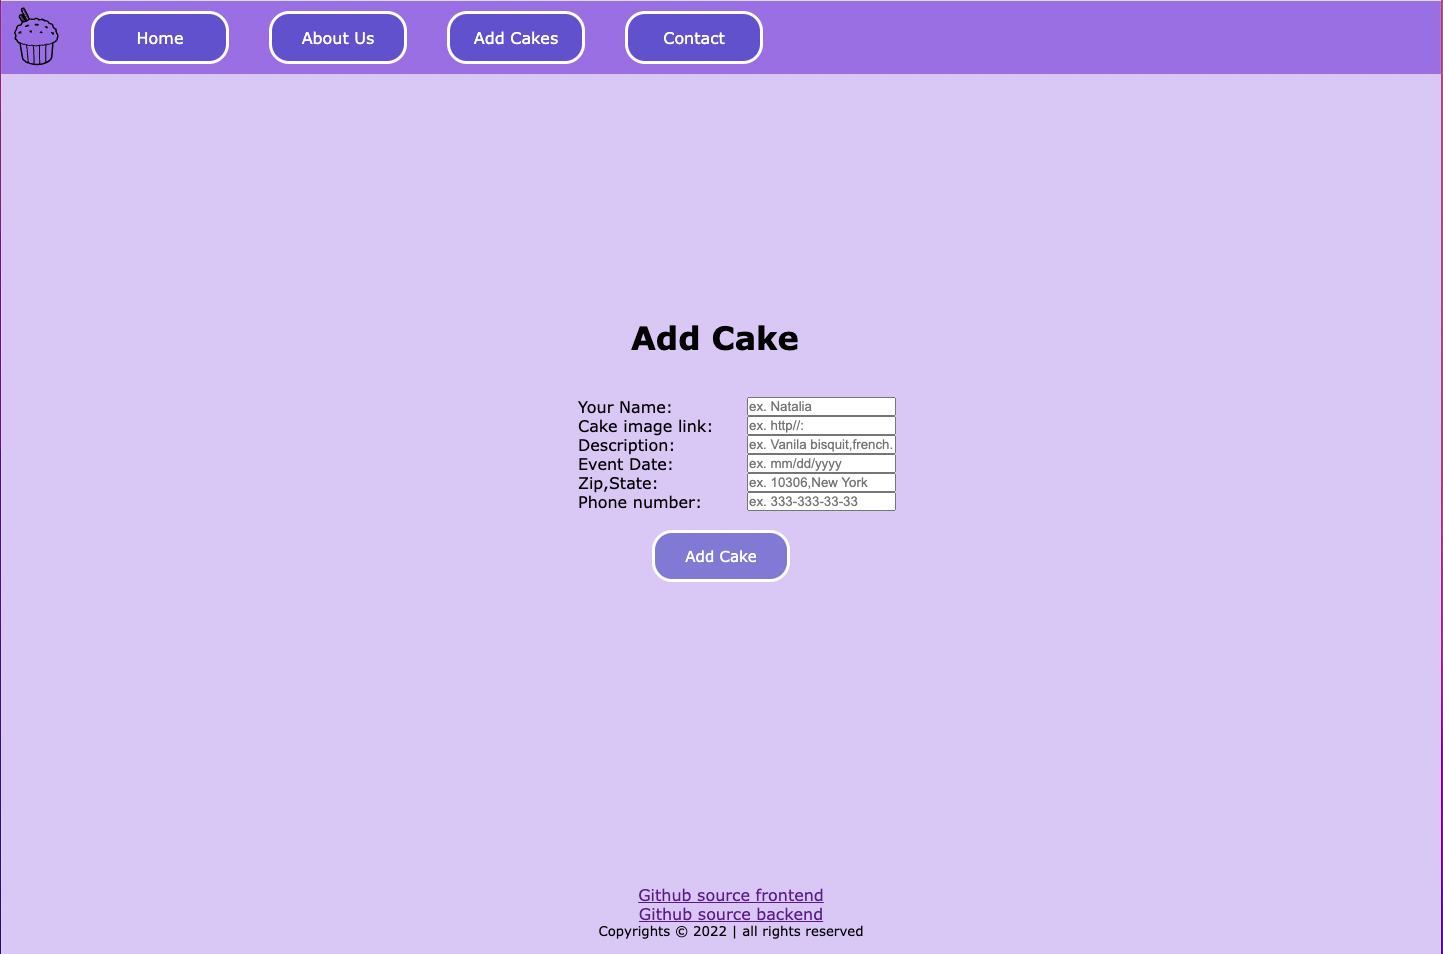 Home About Us Add Cakes Contact
Add Cake
Your Name: ex. Natalia
Cake image link: ex. http//:
Description: ex. Vanila bisquit,french.
Event Date: ex. mm/dd/yyyy
Zip,State: ex. 10306,New York
Phone number: ex. 333-333-33-33
Add Cake
Github source frontend
Github source backend
Copyrights © 2022 | all rights reserved